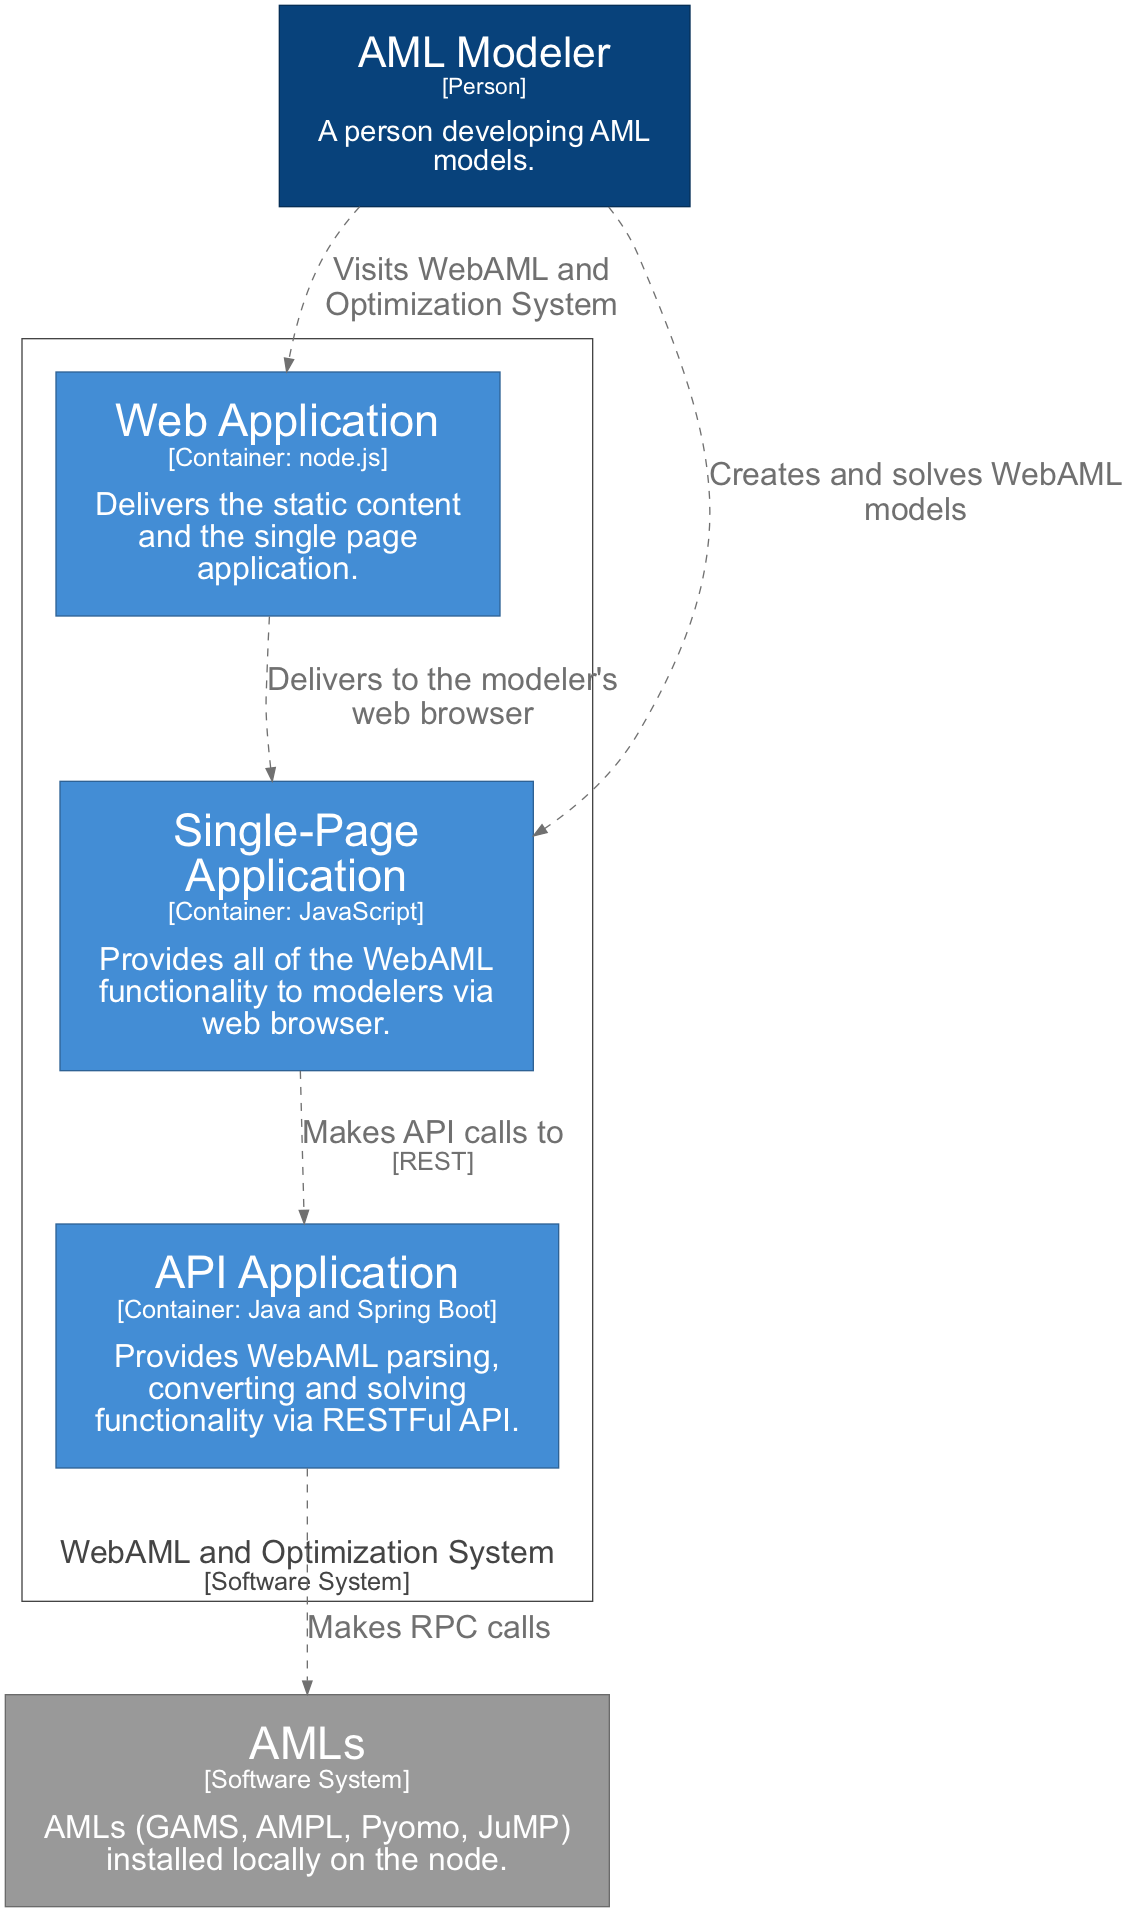 AML Modeler
[Person]
A person developing AML
models.
Visits WebAML and
Optimization System
Web Application
[Container: node.js]
Delivers the static content
and the single page
application.
Creates and solves WebAML
models
Delivers to the modeler's
web browser
Single-Page
Application
[Container: JavaScript]
Provides all of the WebAML
functionality to modelers via
web browser.
Makes API calls to
[REST]
API Application
[Container: Java and Spring Boot]
Provides WebAML parsing,
converting and solving
functionality via RESTFul API.
WebAML and Optimization System
[Software System]
Makes RPC calls
AMLs
[Software System]
AMLs (GAMS, AMPL, Pyomo, JuMP)
installed locally on the node.